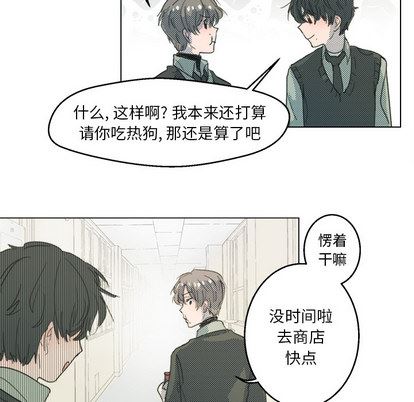 什么, 这样啊? 我本来还打算
请你吃热狗, 那还是算了吧
愣着
干嘛
没时间啦
去商店
快点